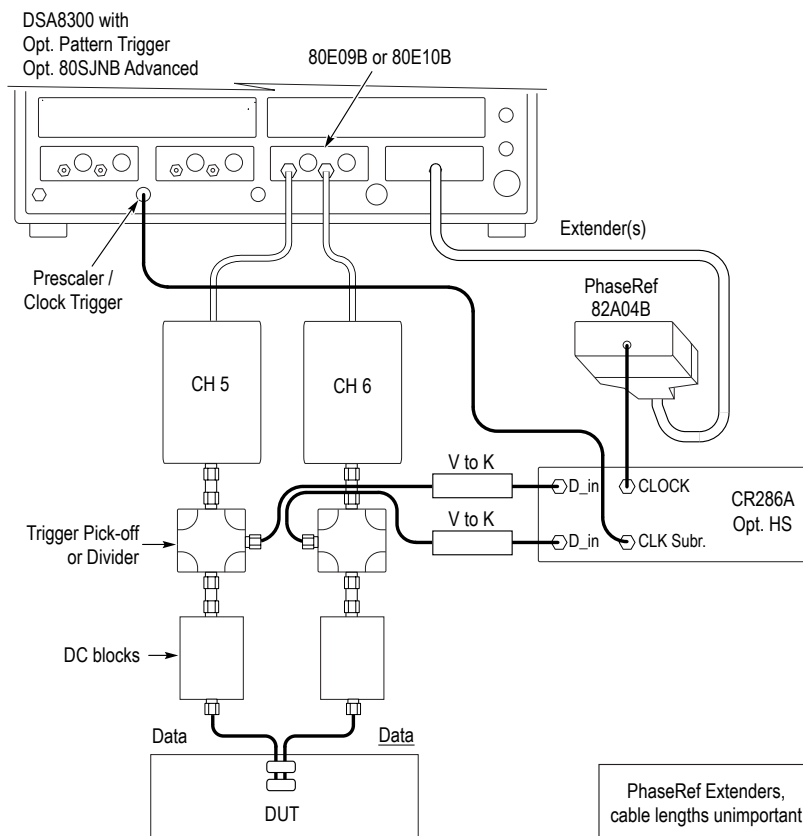 DSA8300 with
Opt. Pattern Trigger
Opt. 80SJNB Advanced
80E09B or 80E10B
Extender(s)
Prescaler /
Clock Trigger
PhaseRef
82A04B
CH 5
CH 6
V to K
D_in
CLOCK
CR286A
Opt. HS
Trigger Pick-off
or Divider
V to K
D_in
CLK Subr.
DC blocks
Data
Data
DUT
PhaseRef Extenders,
cable lengths unimportant